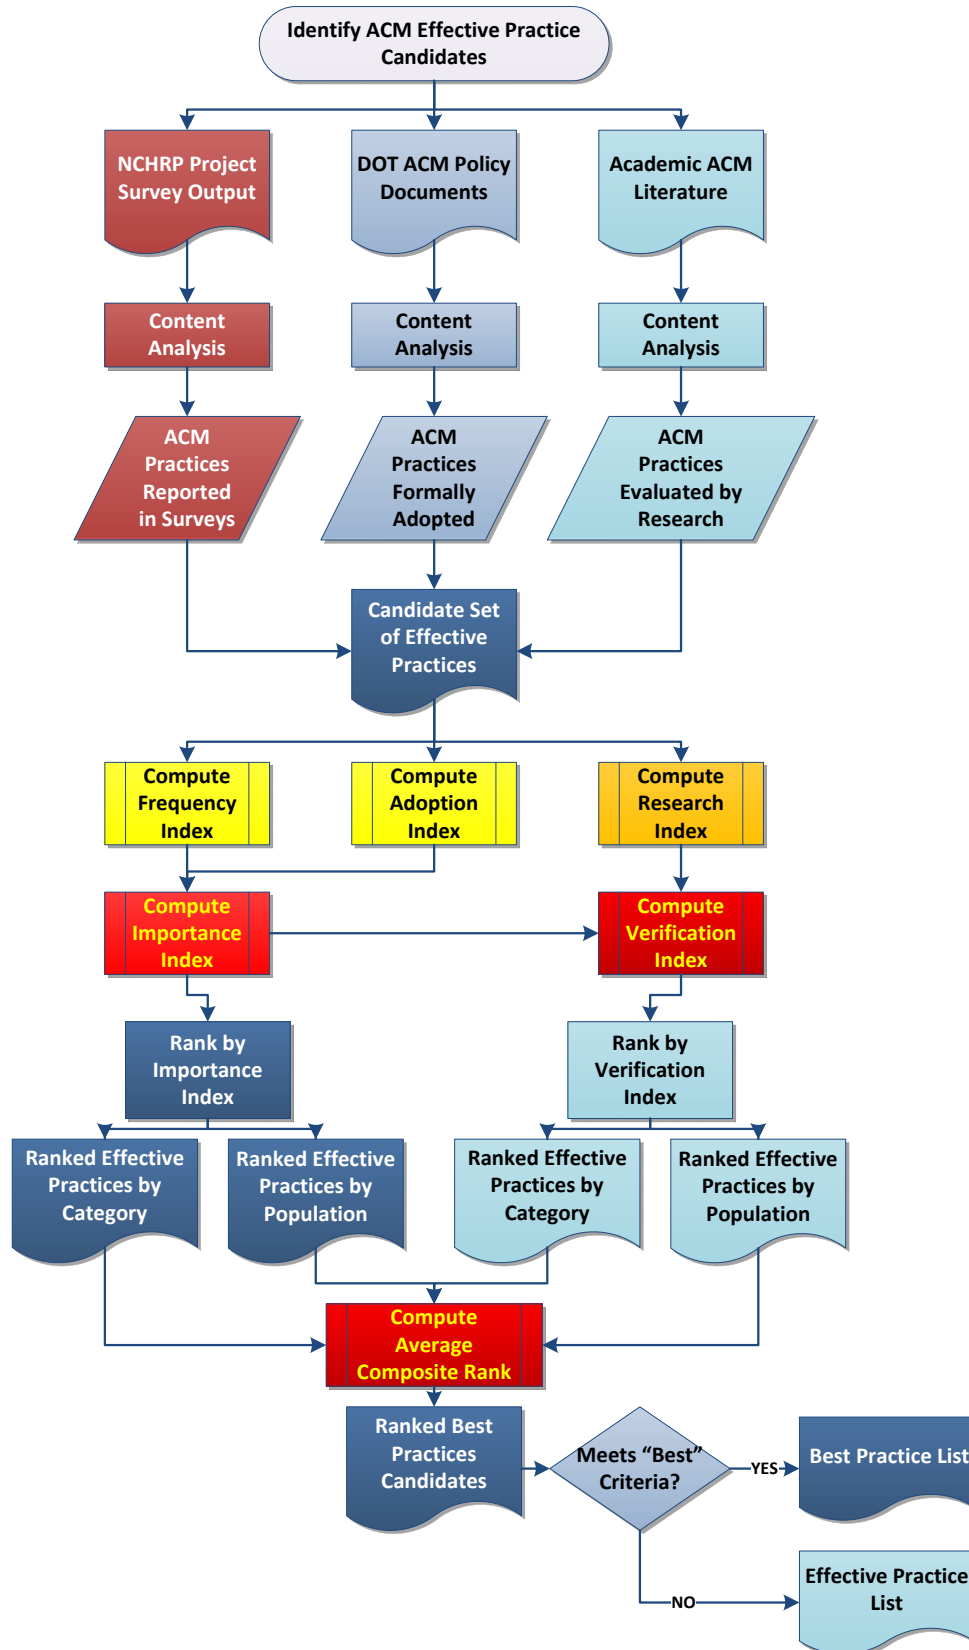 Identify ACM Effective Practice
Candidates
NCHRP Project
Survey Output
DOT ACM Policy
Documents
Academic ACM
Literature
Content
Analysis
Content
Analysis
Content
Analysis
ACM
Practices
Reported
in Surveys
ACM
Practices
Formally
Adopted
ACM
Practices
Evaluated by
Research
Candidate Set
of Effective
Practices
Compute
Frequency
Index
Compute
Adoption
Index
Compute
Research
Index
Compute
Importance
Index
Compute
Verification
Index
Rank by
Importance
Index
Rank by
Verification
Index
Ranked Effective
Practices by
Category
Ranked Effective
Practices by
Population
Ranked Effective
Practices by
Category
Ranked Effective
Practices by
Population
Compute
Average
Composite Rank
Ranked Best
Practices
Candidates
Meets “Best”
Criteria?
YES
Best Practice List
NO
Effective Practice
List